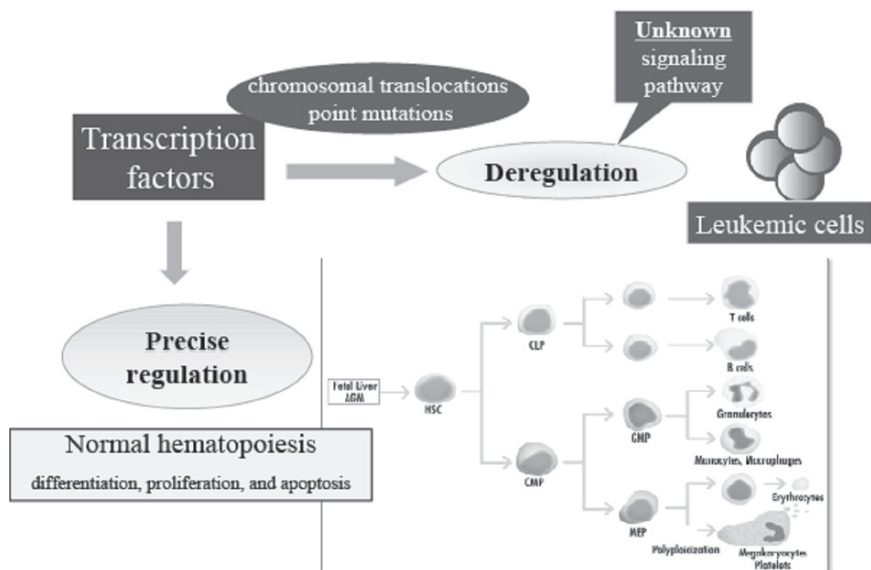 Unknown
signaling
pathway
chromosomal translocations
point mutations
Transcription
factors
Deregulation
Leukemic cells
Precise
regulation
Normal hematopoiesis
differentiation, proliferation, and apoptosis
Fetal Liver
AGM
HSC
CLP
CMP
GMP
MEP
T cells
B cells
Granulocytes
Monocytes, Macrophages
Erythrocytes
Polyploidization
Megakaryocytes
Platelets